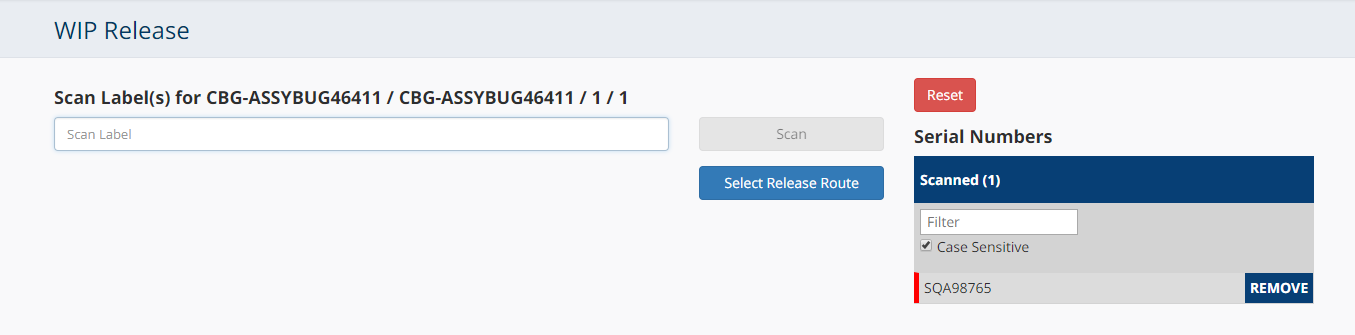 WIP Release
Scan Label(s) for CBG-ASSYBUG46411 / CBG-ASSYBUG46411 / 1 / 1
Scan Label
Scan
Select Release Route
Reset
Serial Numbers
Scanned (1)
Filter
Case Sensitive
SQA98765 REMOVE